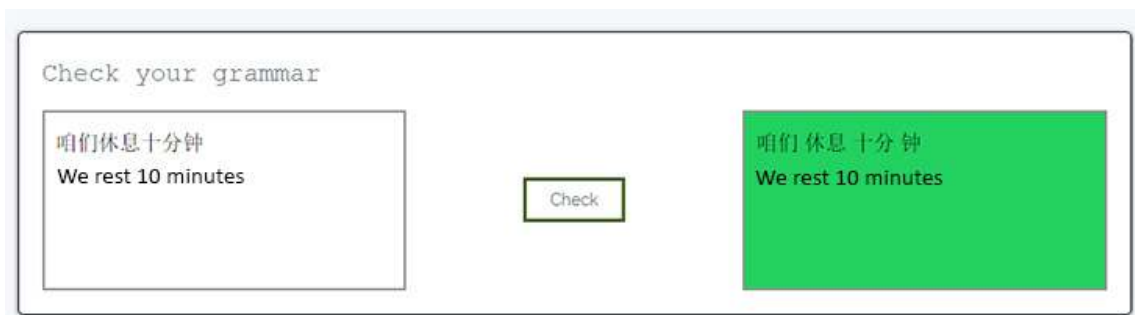 Check your grammar
咱们休息十分钟
We rest 10 minutes
Check
咱们 休息 十分 钟
We rest 10 minutes